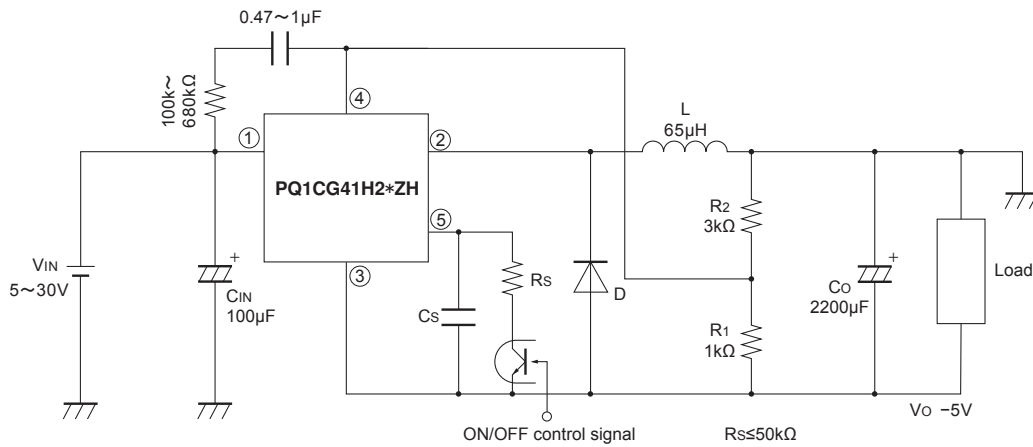 0.47～1μF
100k～
680kΩ
④
L
65μH
①
②
PQ1CG41H2*ZH
R2
3kΩ
⑤
VIN
5～30V
+
CIN
100μF
③
RS
CS
D
+
CO
2200μF
Load
R1
1kΩ
VO −5V
ON/OFF control signal
RS≤50kΩ